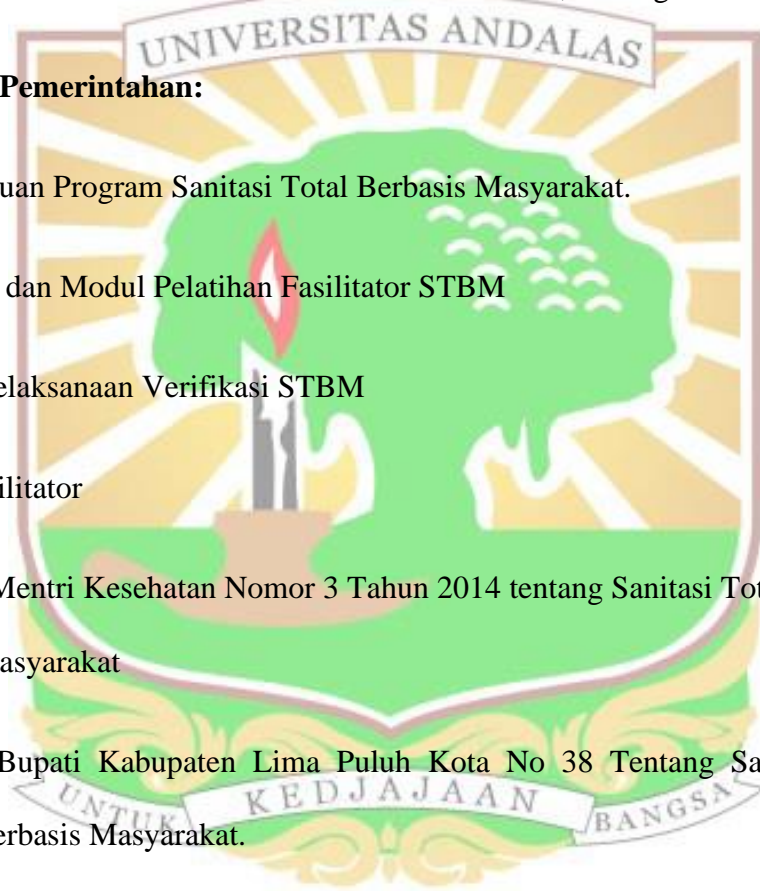 UNIVERSITAS ANDALAS
Pemerintahan:
uan Program Sanitasi Total Berbasis Masyarakat.
dan Modul Pelatihan Fasilitator STBM
elaksanaan Verifikasi STBM
ilitator
Mentri Kesehatan Nomor 3 Tahun 2014 tentang Sanitasi Tot
asyarakat
Bupati Kabupaten Lima Puluh Kota No 38 Tentang Sa
erbasis Masyarakat.
UNTUK KEDJAJAAN BANGSA